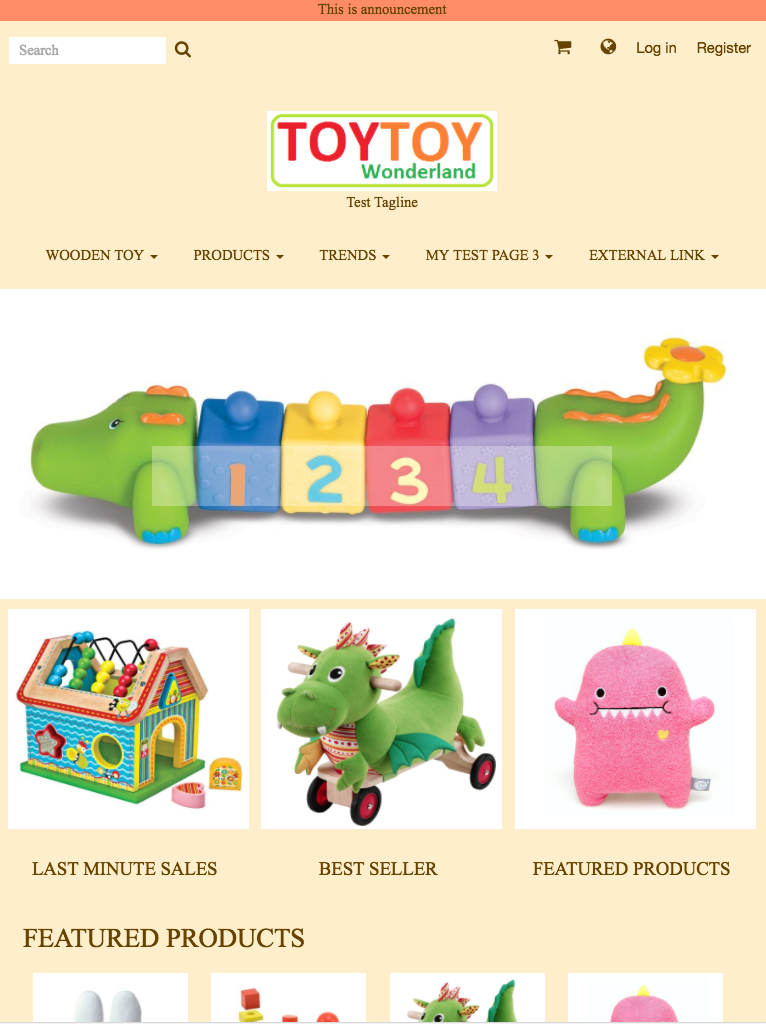 This is announcement
Search
Log in
Register
TOYTOY
Wonderland
Test Tagline
WOODEN TOY
PRODUCTS
TRENDS
MY TEST PAGE 3
EXTERNAL LINK
1 2 3 4
LAST MINUTE SALES
BEST SELLER
FEATURED PRODUCTS
FEATURED PRODUCTS